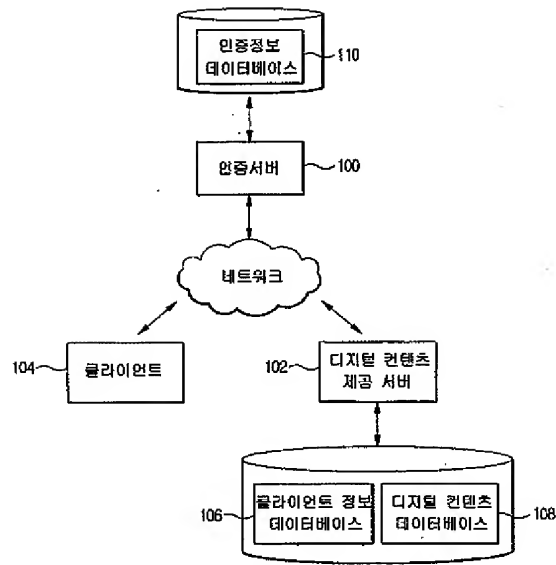 인증정보
데이터베이스
110
인증서버
100
네트워크
104
클라이언트
102
디지털 컨텐츠
제공 서버
106
클라이언트 정보
데이터베이스
디지털 컨텐츠
데이터베이스
108